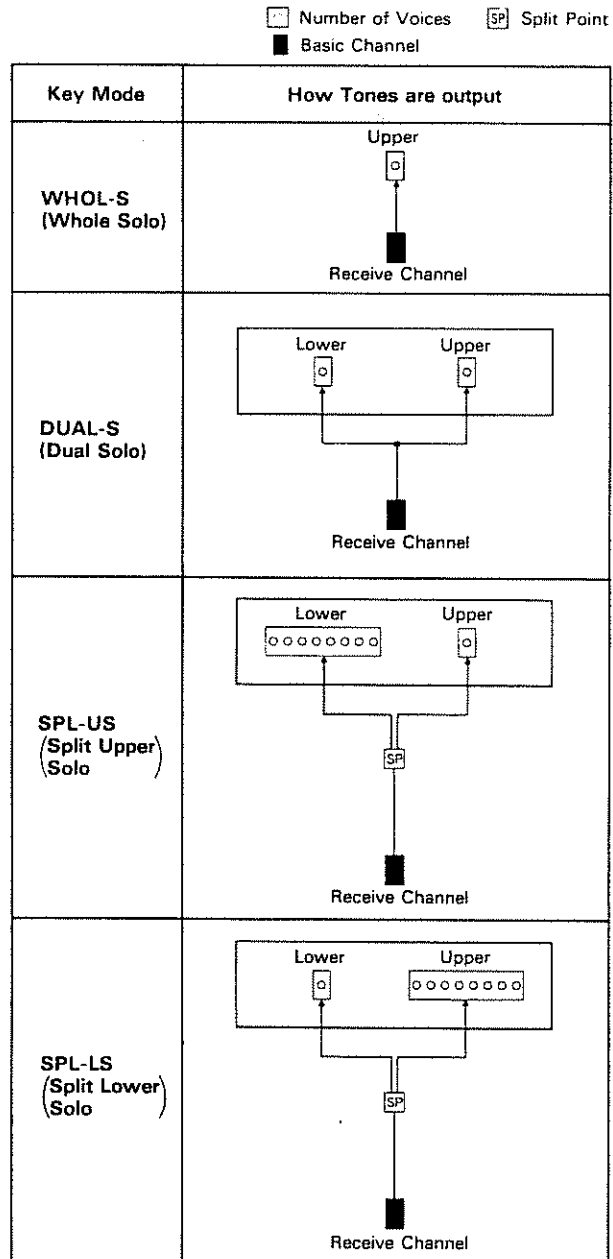 Number of Voices SP Split Point
Basic Channel
Key Mode How Tones are output
WHOL-S
(Whole Solo)
Upper
Receive Channel
DUAL-S
(Dual Solo)
Lower Upper
Receive Channel
SPL-US
(Split Upper)
Solo
Lower Upper
SP
Receive Channel
SPL-LS
(Split Lower)
Solo
Lower Upper
SP
Receive Channel